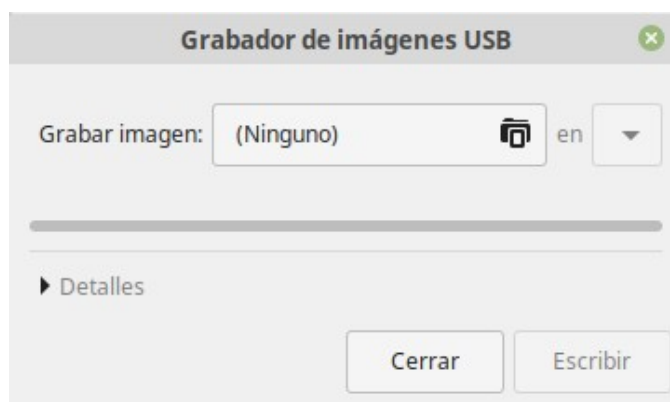 Grabador de imágenes USB
Grabar imagen: (Ninguno) en
Detalles
Cerrar Escribir